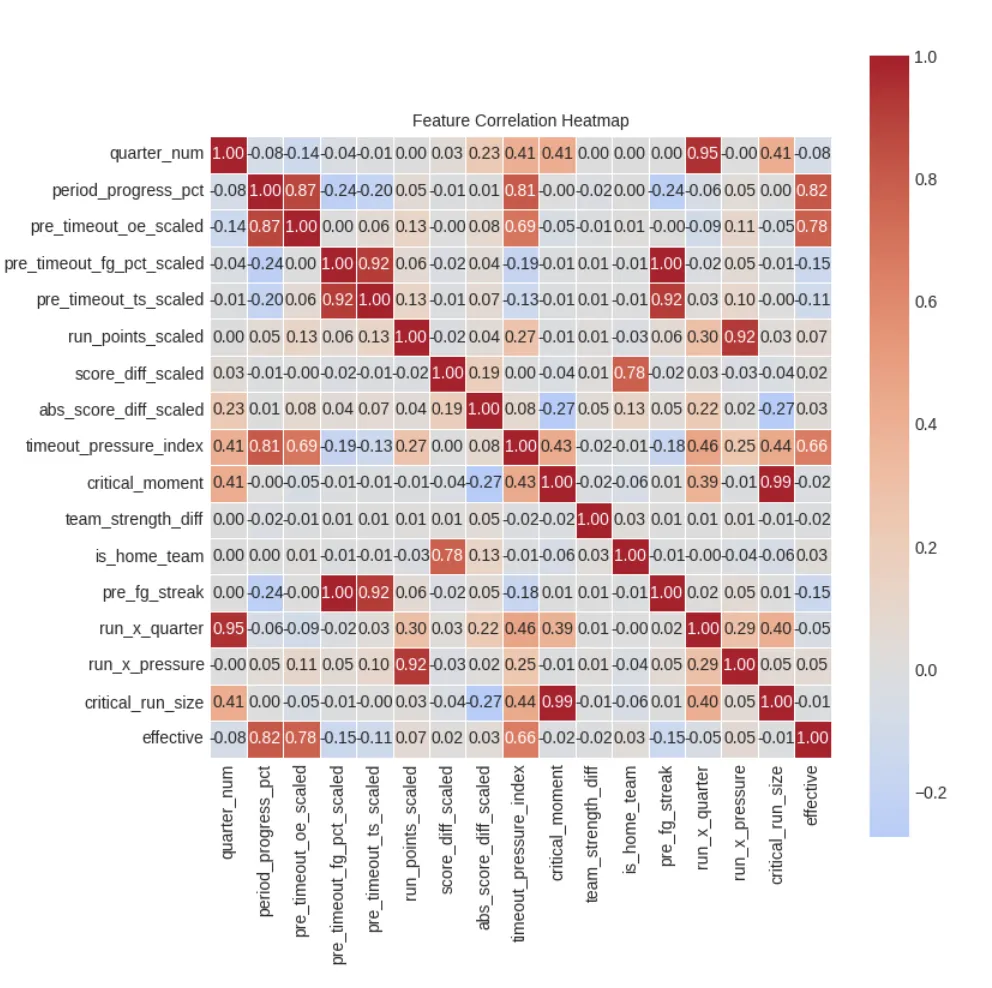 Feature Correlation Heatmap
quarter_num 1.00 -0.08 -0.14 -0.04 -0.01 0.00 0.03 0.23 0.41 0.41 0.00 0.00 0.00 0.95 -0.00 0.41 -0.08
period_progress_pct -0.08 1.00 0.87 -0.24 -0.20 0.05 -0.01 0.01 0.81 -0.00 -0.02 0.00 -0.24 -0.06 0.05 0.00 0.82
pre_timeout_oe_scaled -0.14 0.87 1.00 0.00 0.06 0.13 -0.00 0.08 0.69 -0.05 -0.01 0.01 -0.00 -0.09 0.11 -0.05 0.78
pre_timeout_fg_pct_scaled -0.04 -0.24 0.00 1.00 0.92 0.06 -0.02 0.04 -0.19 -0.01 0.01 -0.01 1.00 -0.02 0.05 -0.01 -0.15
pre_timeout_ts_scaled -0.01 -0.20 0.06 0.92 1.00 0.13 -0.01 0.07 -0.13 -0.01 0.01 -0.01 0.92 0.03 0.10 -0.00 -0.11
run_points_scaled 0.00 0.05 0.13 0.06 0.13 1.00 -0.02 0.04 0.27 -0.01 0.01 -0.03 0.06 0.30 0.92 0.03 0.07
score_diff_scaled 0.03 -0.01 -0.00 -0.02 -0.01 -0.02 1.00 0.19 0.00 -0.04 0.01 0.78 -0.02 0.03 -0.03 -0.04 0.02
abs_score_diff_scaled 0.23 0.01 0.08 0.04 0.07 0.04 0.19 1.00 0.08 -0.27 0.05 0.13 0.05 0.22 0.02 -0.27 0.03
timeout_pressure_index 0.41 0.81 0.69 -0.19 -0.13 0.27 0.00 0.08 1.00 0.43 -0.02 -0.01 -0.18 0.46 0.25 0.44 0.66
critical_moment 0.41 -0.00 -0.05 -0.01 -0.01 -0.01 -0.04 -0.27 0.43 1.00 -0.02 -0.06 0.01 0.39 -0.01 0.99 -0.02
team_strength_diff 0.00 -0.02 -0.01 0.01 0.01 0.01 0.01 0.05 -0.02 -0.02 1.00 0.03 0.01 0.01 0.01 -0.01 -0.02
is_home_team 0.00 0.00 0.01 -0.01 -0.01 -0.03 0.78 0.13 -0.01 -0.06 0.03 1.00 -0.01 -0.00 -0.04 -0.06 0.03
pre_fg_streak 0.00 -0.24 -0.00 1.00 0.92 0.06 -0.02 0.05 -0.18 0.01 0.01 -0.01 1.00 0.02 0.05 0.01 -0.15
run_x_quarter 0.95 -0.06 -0.09 -0.02 0.03 0.30 0.03 0.22 0.46 0.39 0.01 -0.00 0.02 1.00 0.29 0.40 -0.05
run_x_pressure -0.00 0.05 0.11 0.05 0.10 0.92 -0.03 0.02 0.25 -0.01 0.01 -0.04 0.05 0.29 1.00 0.05 0.05
critical_run_size 0.41 0.00 -0.05 -0.01 -0.00 0.03 -0.04 -0.27 0.44 0.99 -0.01 -0.06 0.01 0.40 0.05 1.00 -0.01
effective -0.08 0.82 0.78 -0.15 -0.11 0.07 0.02 0.03 0.66 -0.02 -0.02 0.03 -0.15 -0.05 0.05 -0.01 1.00
quarter_num
period_progress_pct
pre_timeout_oe_scaled
pre_timeout_fg_pct_scaled
pre_timeout_ts_scaled
run_points_scaled
score_diff_scaled
abs_score_diff_scaled
timeout_pressure_index
critical_moment
team_strength_diff
is_home_team
pre_fg_streak
run_x_quarter
run_x_pressure
critical_run_size
effective
1.0
0.8
0.6
0.4
0.2
0.0
−0.2